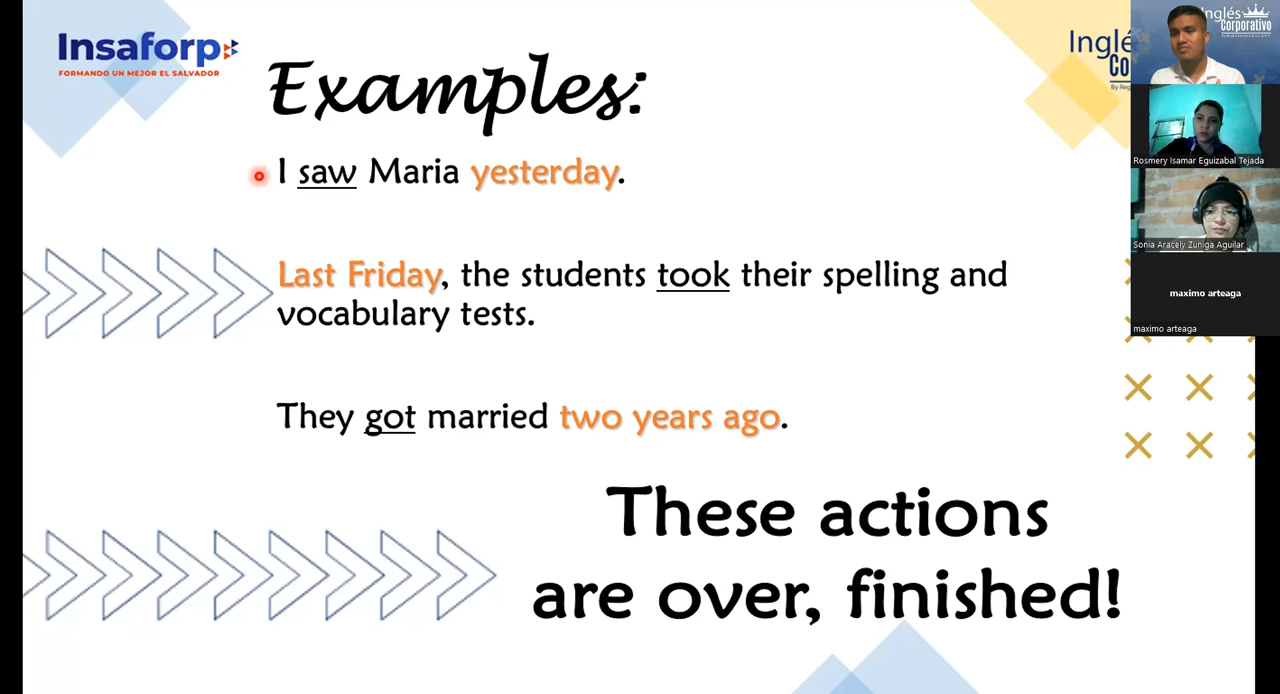 Insaforp
FORMANDO UN MEJOR EL SALVADOR
Examples:
I saw Maria yesterday.
Last Friday, the students took their spelling and
vocabulary tests.
They got married two years ago.
These actions
are over, finished!
Inglés
Corporativo
Rosmery Isamar Eguizabal Tejada
Sonia Aracely Zuniga Aguilar
maximo arteaga
maximo arteaga